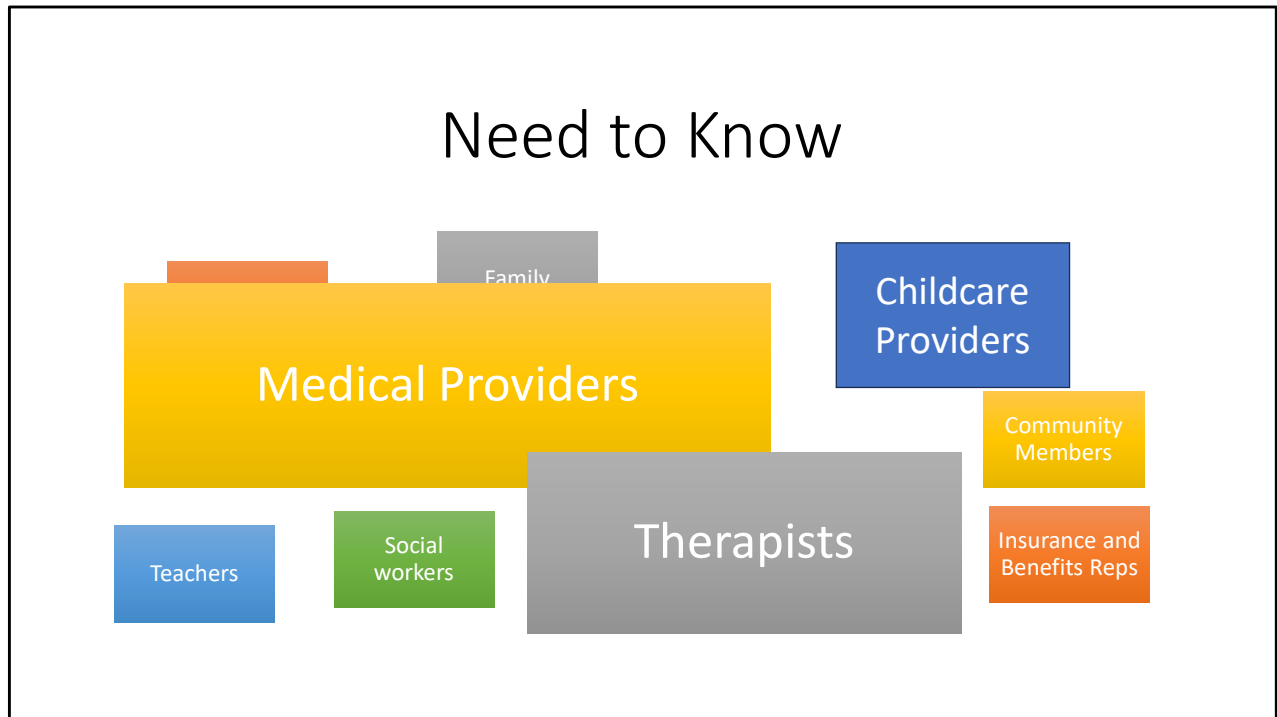 Need to Know
Family
Childcare
Providers
Medical Providers
Community
Members
Therapists
Social
workers
Teachers
Insurance and
Benefits Reps